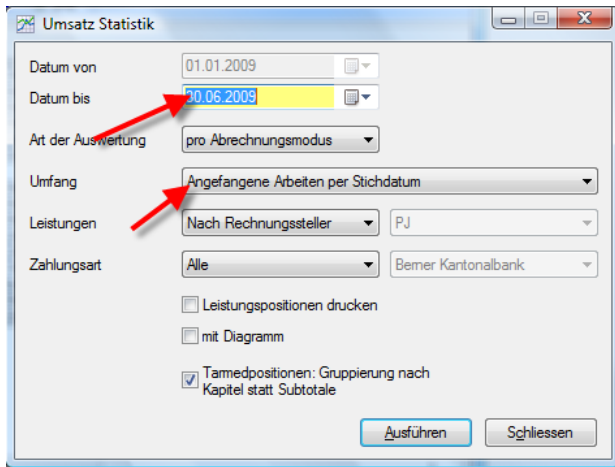 Umsatz Statistik
Datum von 01.01.2009
Datum bis 30.06.2009
Art der Auswertung pro Abrechnungsmodus
Umfang Angefangene Arbeiten per Stichdatum
Leistungen Nach Rechnungssteller PJ
Zahlungsart Alle Berner Kantonalbank
Leistungspositionen drucken
mit Diagramm
Tarmedpositionen: Gruppierung nach
Kapitel statt Subtotale
Ausführen Schliessen